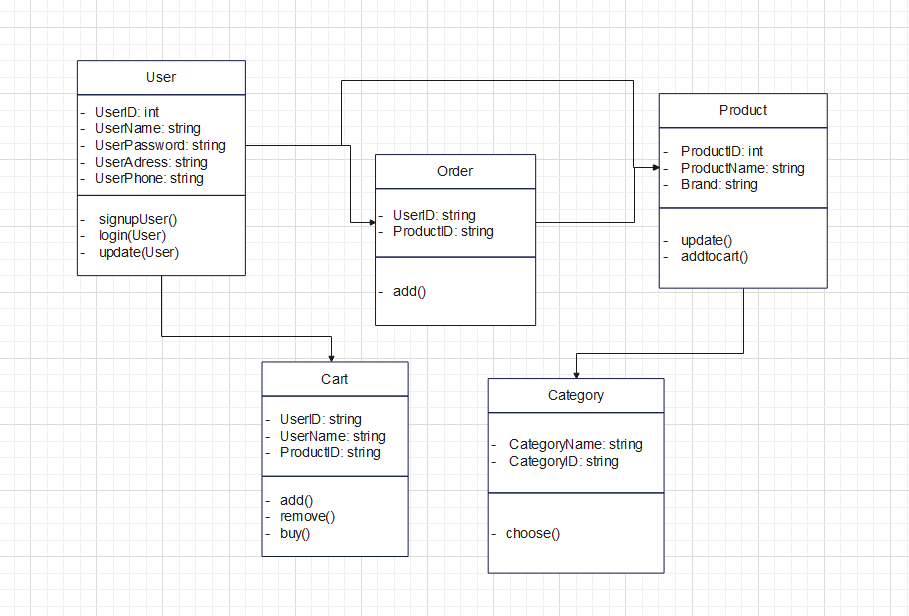 User
- UserID: int
- UserName: string
- UserPassword: string
- UserAdress: string
- UserPhone: string
- signupUser()
- login(User)
- update(User)
Order
- UserID: string
- ProductID: string
- add()
Product
- ProductID: int
- ProductName: string
- Brand: string
- update()
- addtocart()
Cart
- UserID: string
- UserName: string
- ProductID: string
- add()
- remove()
- buy()
Category
- CategoryName: string
- CategoryID: string
- choose()